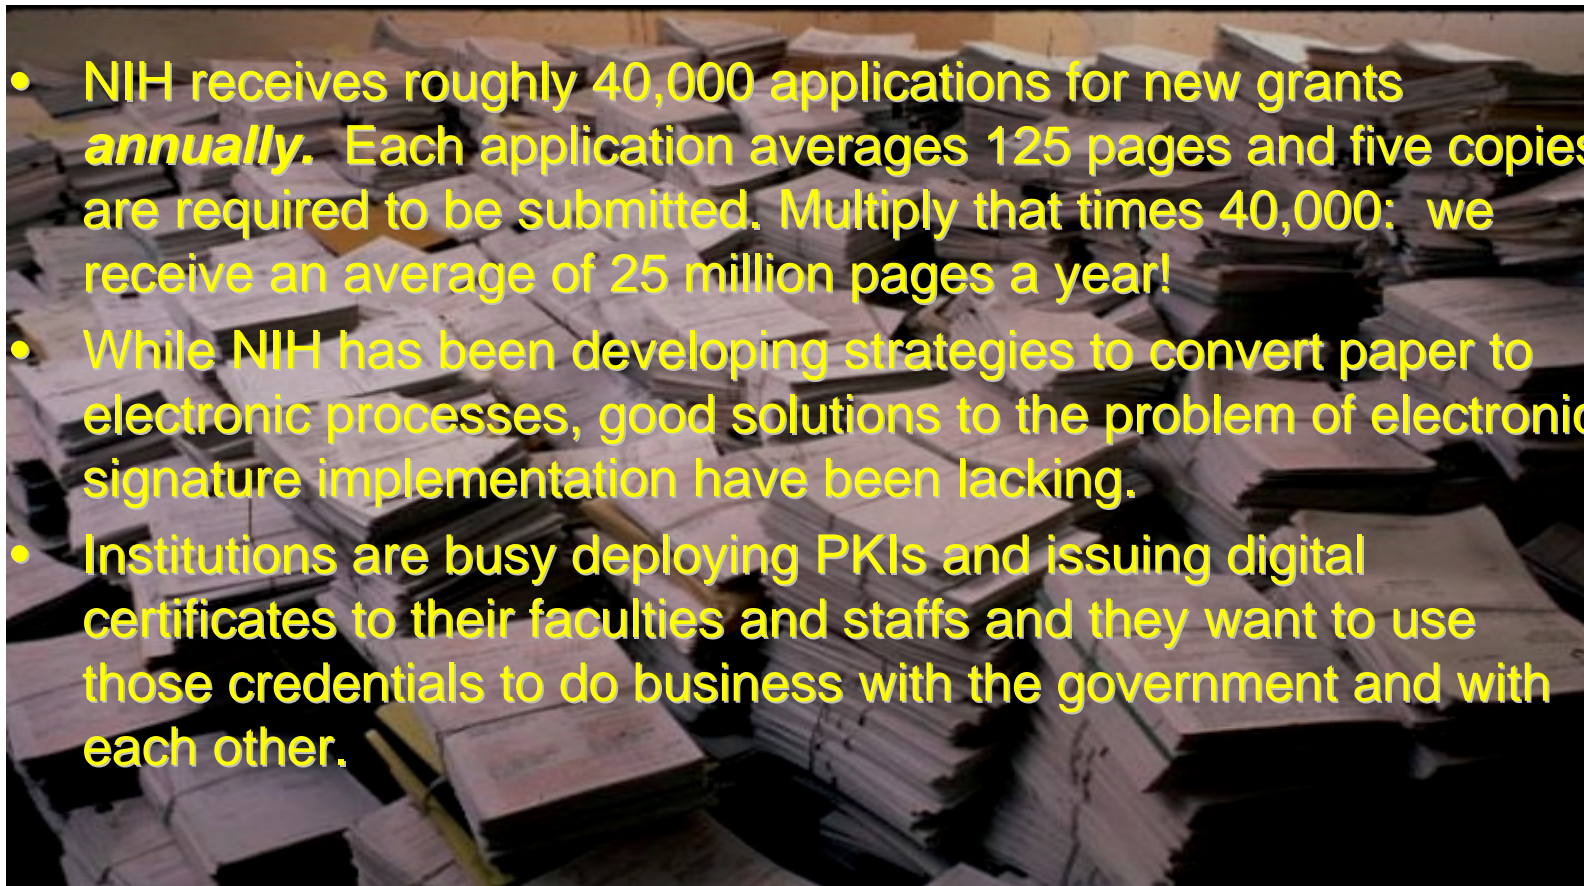 • NIH receives roughly 40,000 applications for new grants
annually. Each application averages 125 pages and five copies
are required to be submitted. Multiply that times 40,000: we
receive an average of 25 million pages a year!
• While NIH has been developing strategies to convert paper to
electronic processes, good solutions to the problem of electronic
signature implementation have been lacking.
• Institutions are busy deploying PKIs and issuing digital
certificates to their faculties and staffs and they want to use
those credentials to do business with the government and with
each other.